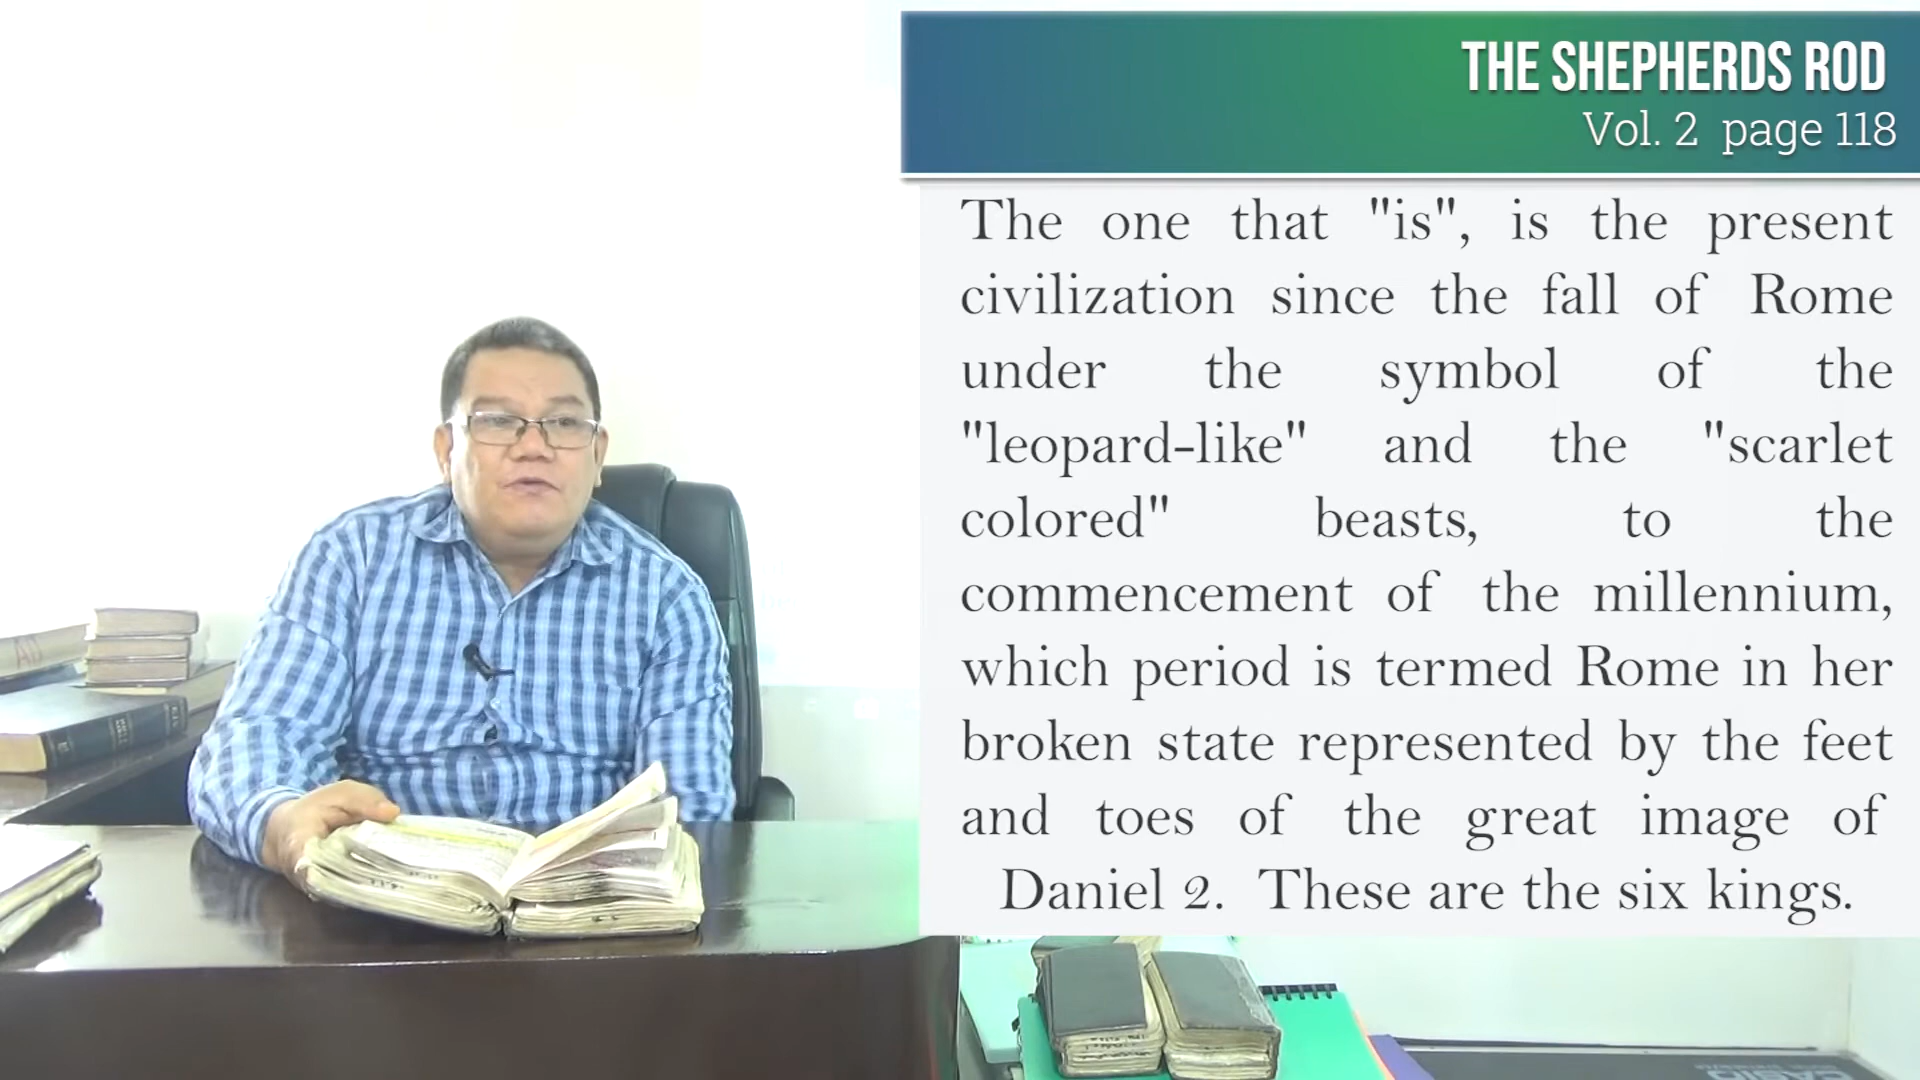 THE SHEPHERDS ROD
Vol. 2 page 118
The one that "is", is the present
civilization since the fall of Rome
under the symbol of the
"leopard-like" and the "scarlet
colored" beasts, to the
commencement of the millennium,
which period is termed Rome in her
broken state represented by the feet
and toes of the great image of
Daniel 2. These are the six kings.